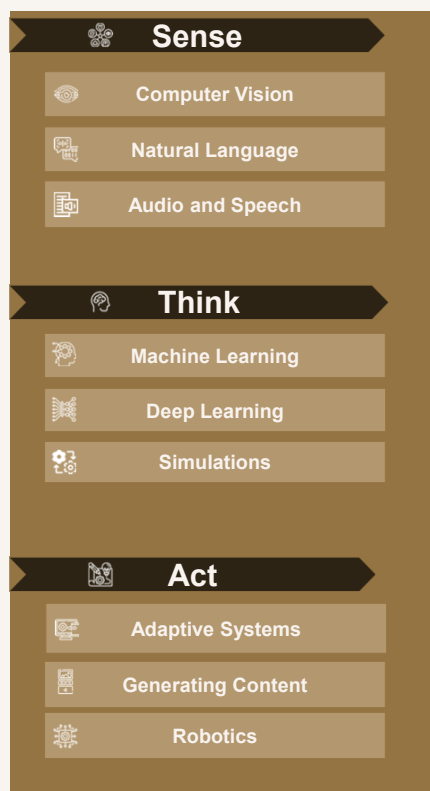 Sense
Computer Vision
Natural Language
Audio and Speech
Think
Machine Learning
Deep Learning
Simulations
Act
Adaptive Systems
Generating Content
Robotics